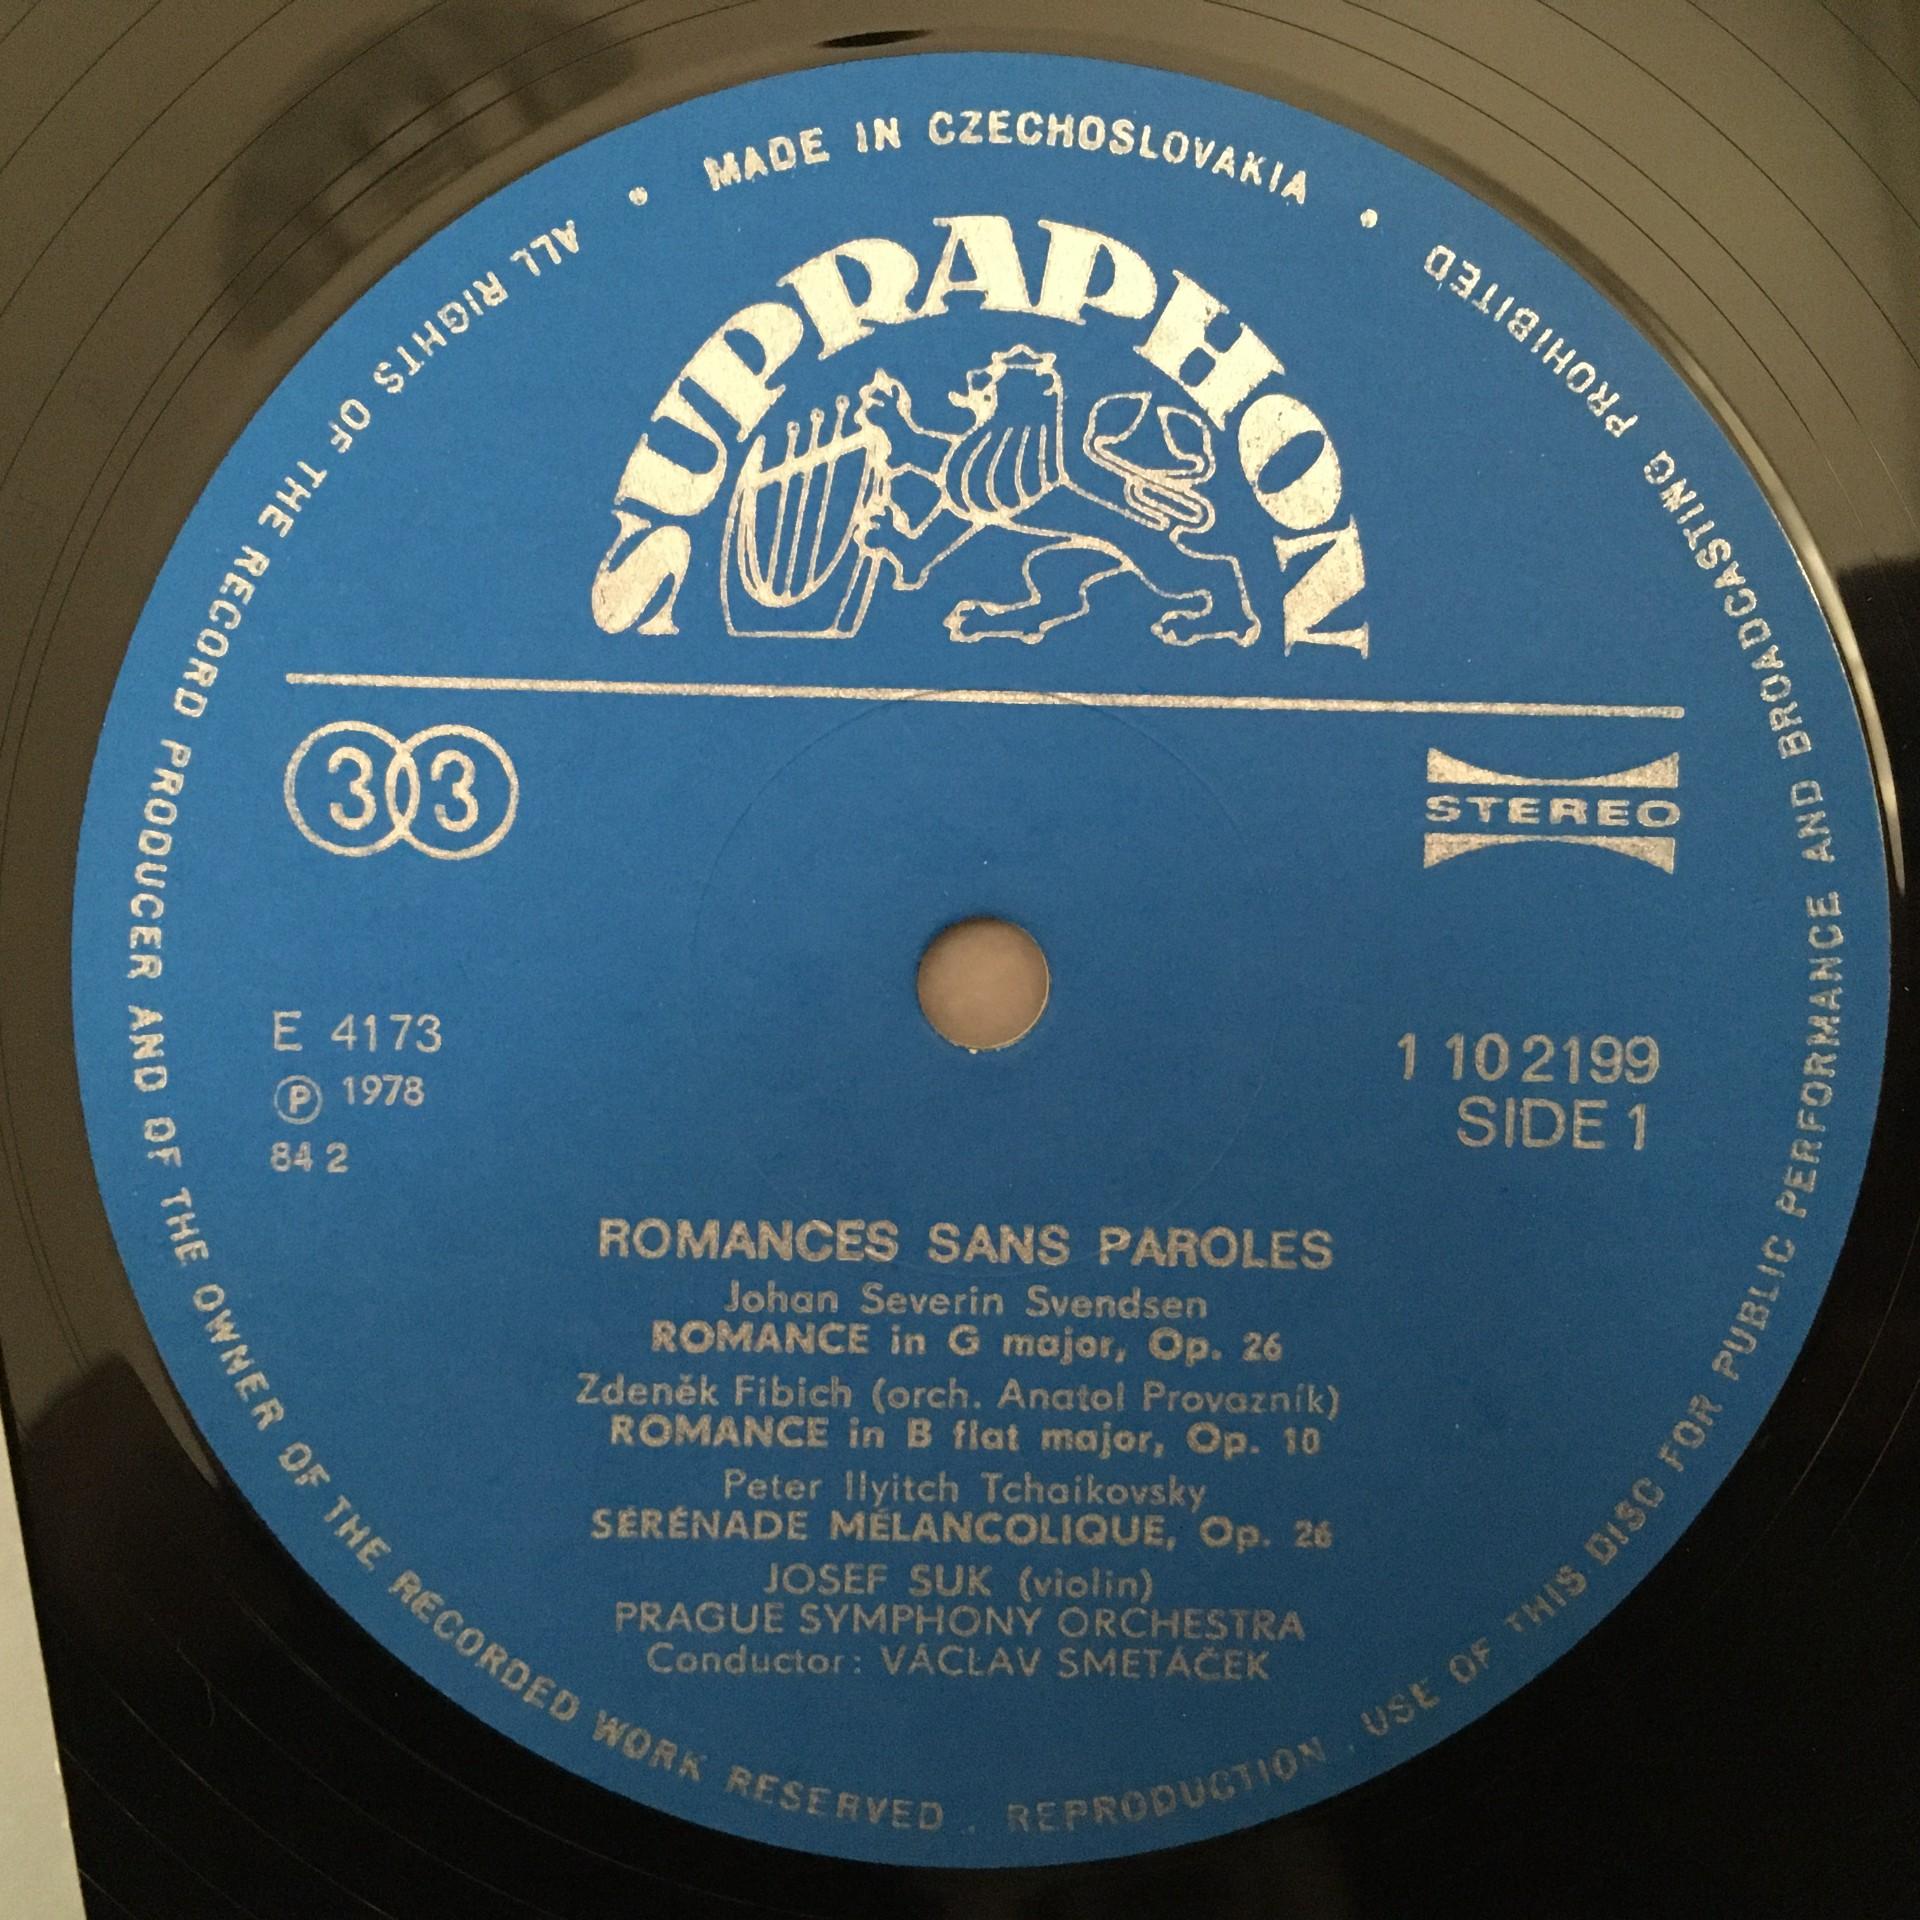 MADE IN CZECHOSLOVAKIA
ALL RIGHTS OF THE RECORD PRODUCER AND OF THE OWNER OF THE RECORDED WORK RESERVED . REPRODUCTION . USE OF THIS DISC FOR PUBLIC PERFORMANCE AND BROADCASTING PROHIBITED
SUPRAPHON
33
STEREO
E 4173
℗ 1978
84 2
1 10 2199
SIDE 1
ROMANCES SANS PAROLES
Johan Severin Svendsen
ROMANCE in G major, Op. 26
Zdeněk Fibich (orch. Anatol Provazník)
ROMANCE in B flat major, Op. 10
Peter Ilyitch Tchaikovsky
SÉRÉNADE MÉLANCOLIQUE, Op. 26
JOSEF SUK (violin)
PRAGUE SYMPHONY ORCHESTRA
Conductor: VÁCLAV SMETÁČEK